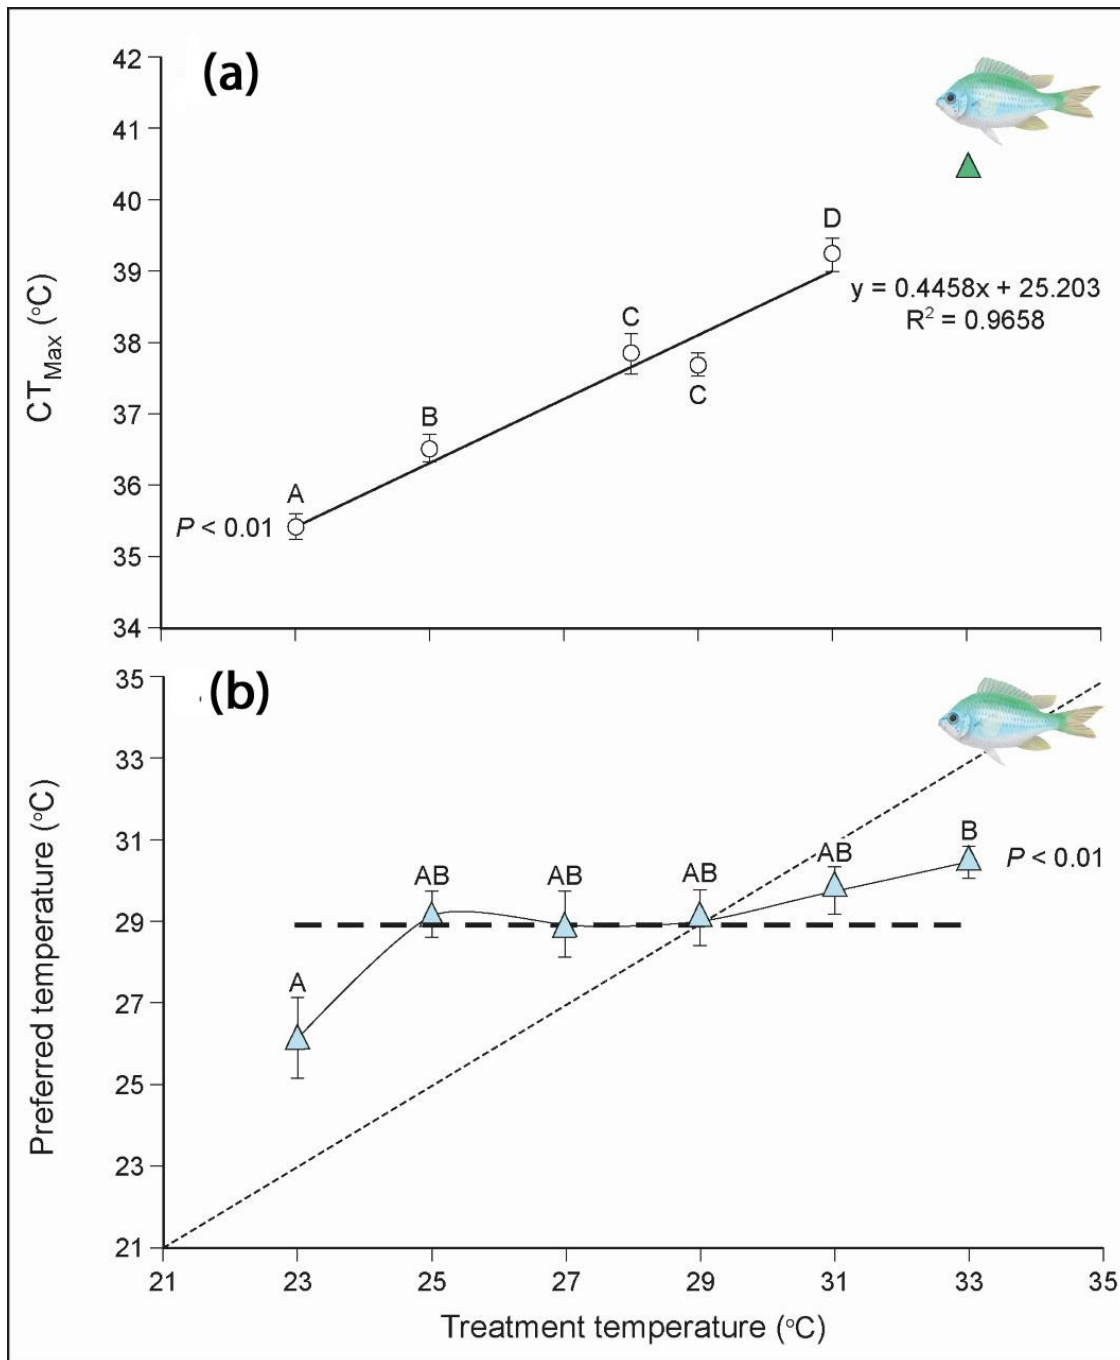 (a)
42
41
40
39
38
37
36
35
34
CT_Max (°C)
A
B
C
C
D
P < 0.01
y = 0.4458x + 25.203
R² = 0.9658
(b)
35
33
31
29
27
25
23
21
Preferred temperature (°C)
A
AB
AB
AB
AB
B
P < 0.01
21 23 25 27 29 31 33 35
Treatment temperature (°C)